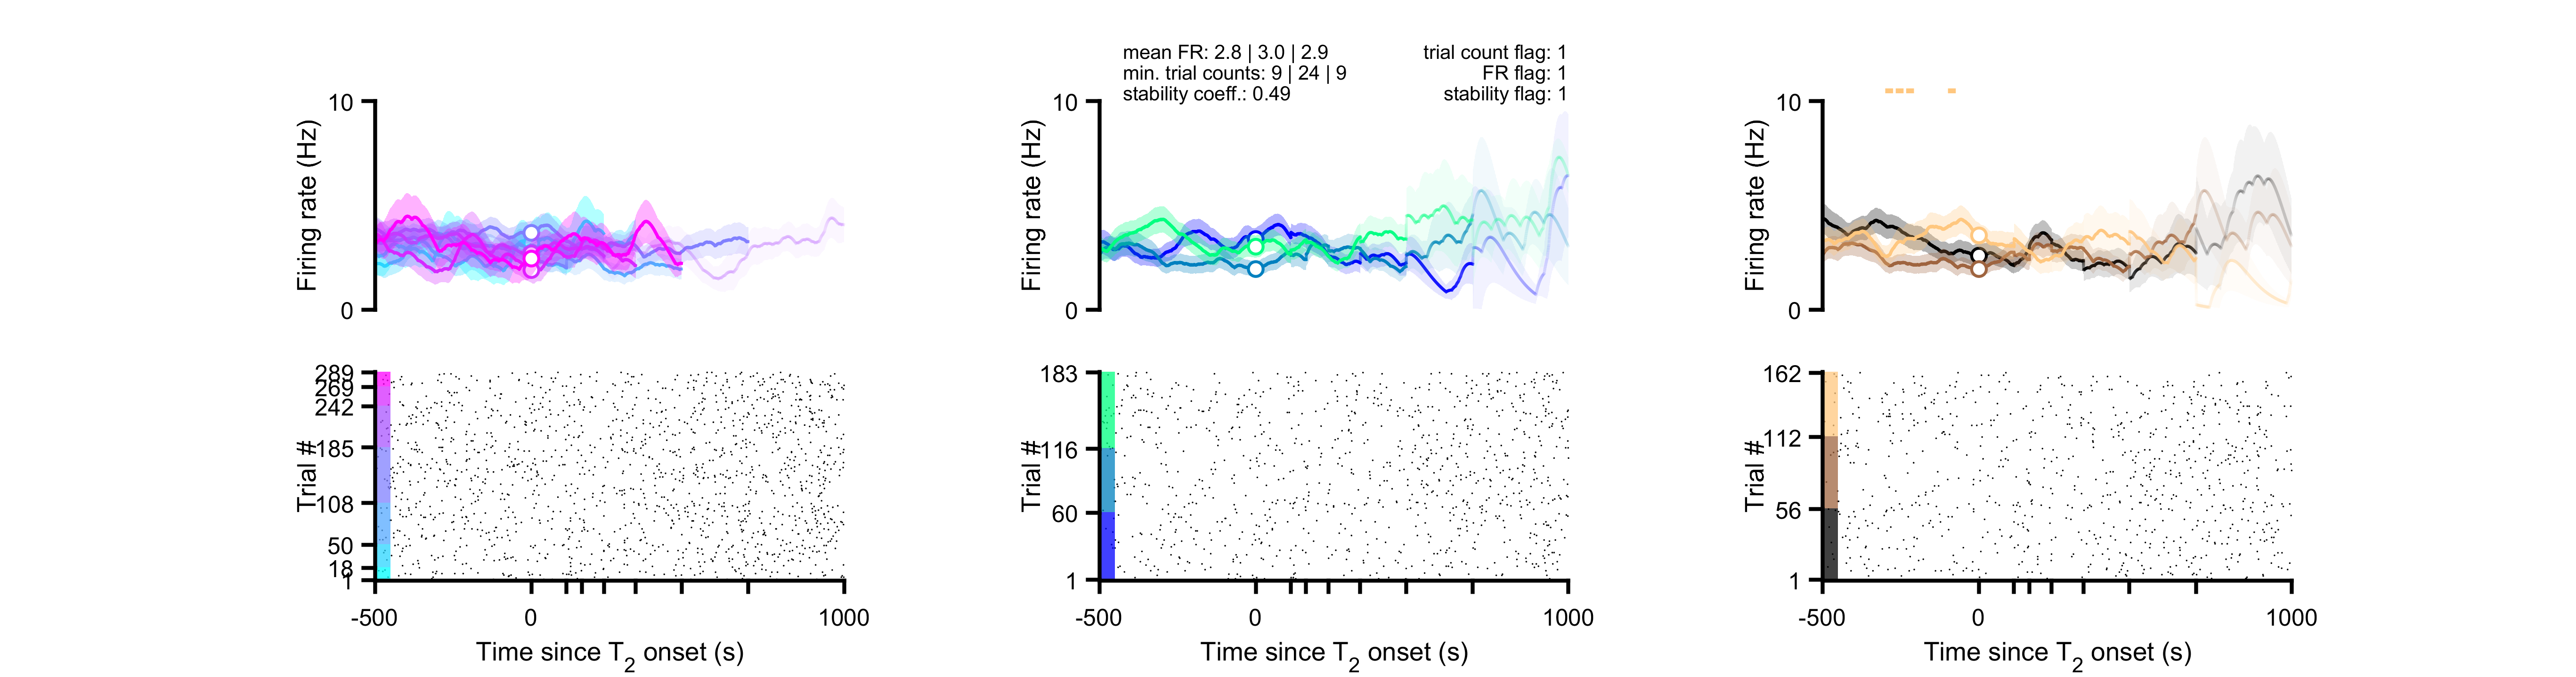 mean FR: 2.8 | 3.0 | 2.9
min. trial counts: 9 | 24 | 9
stability coeff.: 0.49
trial count flag: 1
FR flag: 1
stability flag: 1
10
Firing rate (Hz)
0
10
Firing rate (Hz)
0
10
Firing rate (Hz)
0
289
269
242
185
108
50
18
1
Trial #
-500
0
1000
Time since T2 onset (s)
183
116
60
1
Trial #
-500
0
1000
Time since T2 onset (s)
162
112
56
1
Trial #
-500
0
1000
Time since T2 onset (s)